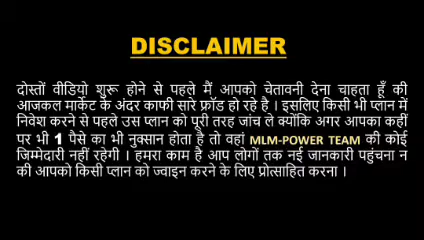 DISCLAIMER
दोस्तों वीडियो शुरू होने से पहले मैं आपको चेतावनी देना चाहता हूँ की
आजकल मार्केट के अंदर काफी सारे फ्रॉड हो रहे है । इसलिए किसी भी प्लान में
निवेश करने से पहले उस प्लान को पूरी तरह जांच ले क्योंकि अगर आपका कहीं
पर भी 1 पैसे का भी नुक्सान होता है तो वहां MLM-POWER TEAM की कोई
जिम्मेदारी नहीं रहेगी । हमरा काम है आप लोगों तक नई जानकारी पहुंचना न
की आपको किसी प्लान को ज्वाइन करने के लिए प्रोत्साहित करना ।